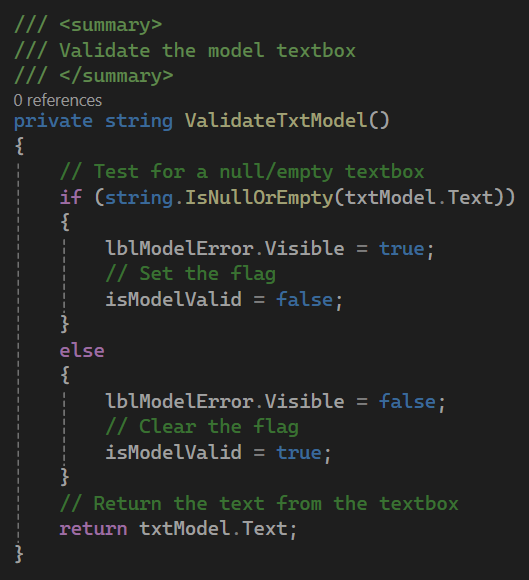 /// <summary>
/// Validate the model textbox
/// </summary>
0 references
private string ValidateTxtModel()
{
    // Test for a null/empty textbox
    if (string.IsNullOrEmpty(txtModel.Text))
    {
        lblModelError.Visible = true;
        // Set the flag
        isModelValid = false;
    }
    else
    {
        lblModelError.Visible = false;
        // Clear the flag
        isModelValid = true;
    }
    // Return the text from the textbox
    return txtModel.Text;
}